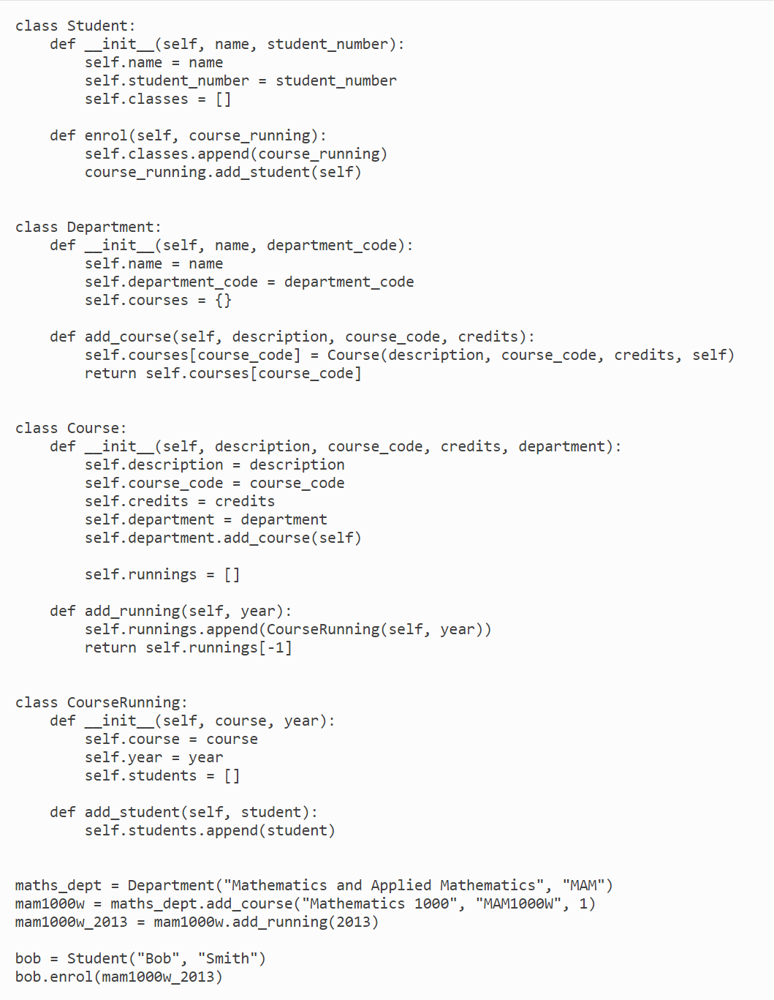 class Student:
    def __init__(self, name, student_number):
        self.name = name
        self.student_number = student_number
        self.classes = []

    def enrol(self, course_running):
        self.classes.append(course_running)
        course_running.add_student(self)


class Department:
    def __init__(self, name, department_code):
        self.name = name
        self.department_code = department_code
        self.courses = {}

    def add_course(self, description, course_code, credits):
        self.courses[course_code] = Course(description, course_code, credits, self)
        return self.courses[course_code]


class Course:
    def __init__(self, description, course_code, credits, department):
        self.description = description
        self.course_code = course_code
        self.credits = credits
        self.department = department
        self.department.add_course(self)

        self.runnings = []

    def add_running(self, year):
        self.runnings.append(CourseRunning(self, year))
        return self.runnings[-1]


class CourseRunning:
    def __init__(self, course, year):
        self.course = course
        self.year = year
        self.students = []

    def add_student(self, student):
        self.students.append(student)


maths_dept = Department("Mathematics and Applied Mathematics", "MAM")
mam1000w = maths_dept.add_course("Mathematics 1000", "MAM1000W", 1)
mam1000w_2013 = mam1000w.add_running(2013)

bob = Student("Bob", "Smith")
bob.enrol(mam1000w_2013)